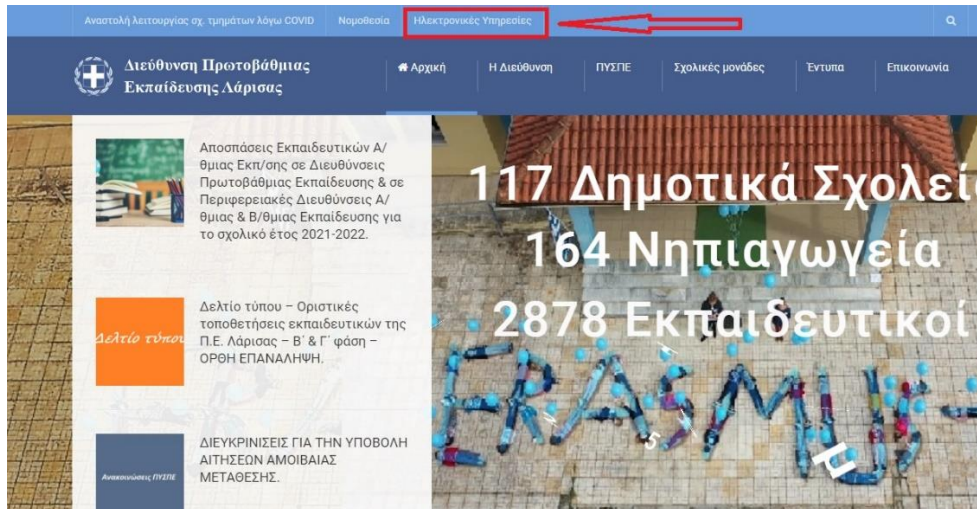 Αναστολή λειτουργίας σχ. τμημάτων λόγω COVID Νομοθεσία Ηλεκτρονικές Υπηρεσίες
Διεύθυνση Πρωτοβάθμιας
Εκπαίδευσης Λάρισας
Αρχική Η Διεύθυνση ΠΥΣΠΕ Σχολικές μονάδες Έντυπα Επικοινωνία
Αποσπάσεις Εκπαιδευτικών Α/
θμιας Εκπ/σης σε Διευθύνσεις
Πρωτοβάθμιας Εκπαίδευσης & σε
Περιφερειακές Διευθύνσεις Α/
θμιας & Β/θμιας Εκπαίδευσης για
το σχολικό έτος 2021-2022.
Δελτίο τύπου
Δελτίο τύπου – Οριστικές
τοποθετήσεις εκπαιδευτικών της
Π.Ε. Λάρισας – Β΄ & Γ΄ φάση –
ΟΡΘΗ ΕΠΑΝΑΛΗΨΗ.
Ανακοινώσεις ΠΥΣΠΕ
ΔΙΕΥΚΡΙΝΙΣΕΙΣ ΓΙΑ ΤΗΝ ΥΠΟΒΟΛΗ
ΑΙΤΗΣΕΩΝ ΑΜΟΙΒΑΙΑΣ
ΜΕΤΑΘΕΣΗΣ.
117 Δημοτικά Σχολεί
164 Νηπιαγωγεία
2878 Εκπαιδευτικοί
ERASMU+
5
μ